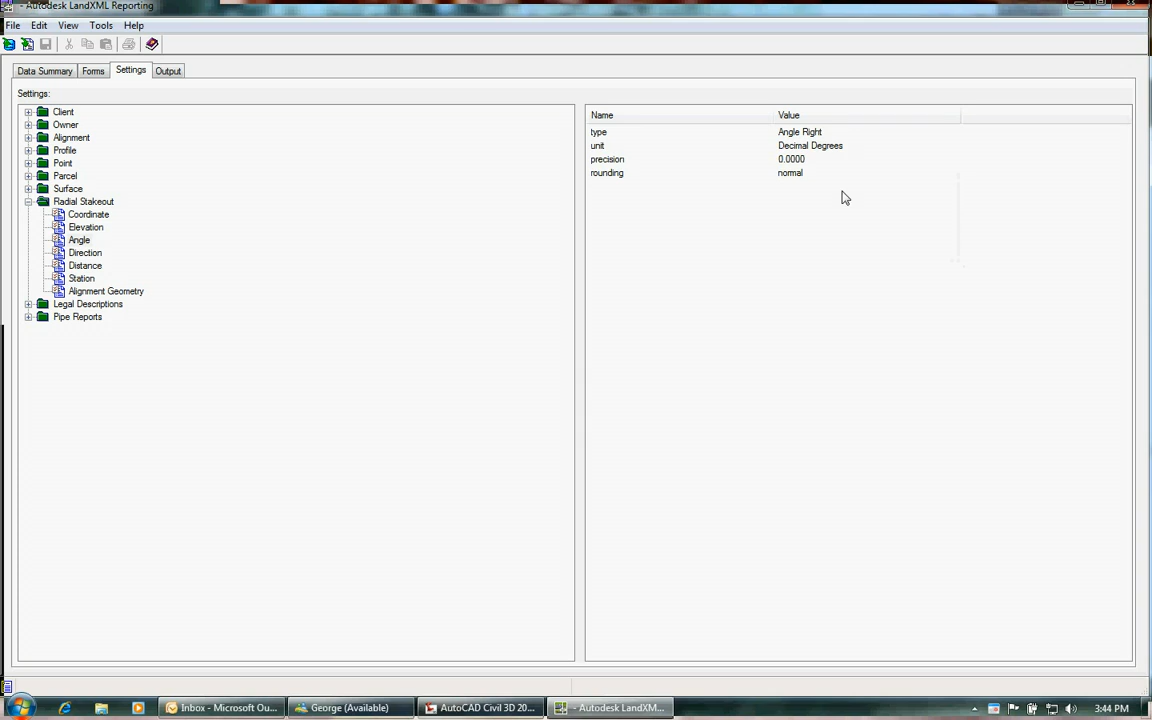 - Autodesk LandXML Reporting
File Edit View Tools Help
Data Summary Forms Settings Output
Settings:
Client
Owner
Alignment
Profile
Point
Parcel
Surface
Radial Stakeout
Coordinate
Elevation
Angle
Direction
Distance
Station
Alignment Geometry
Legal Descriptions
Pipe Reports
Name Value
type Angle Right
unit Decimal Degrees
precision 0.0000
rounding normal
Inbox - Microsoft Ou... George (Available) AutoCAD Civil 3D 20... - Autodesk LandXM... 3:44 PM